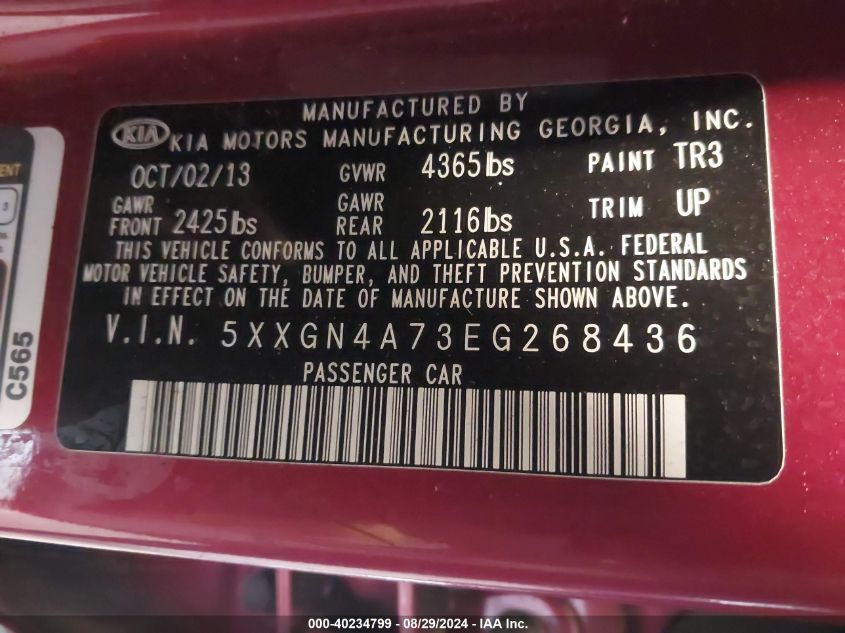 MANUFACTURED BY
KIA KIA MOTORS MANUFACTURING GEORGIA, INC.
OCT/02/13 GVWR 4365lbs PAINT TR3
GAWR FRONT 2425lbs GAWR REAR 2116lbs TRIM UP
THIS VEHICLE CONFORMS TO ALL APPLICABLE U.S.A. FEDERAL
MOTOR VEHICLE SAFETY, BUMPER, AND THEFT PREVENTION STANDARDS
IN EFFECT ON THE DATE OF MANUFACTURE SHOWN ABOVE.
V.I.N. 5XXGN4A73EG268436
PASSENGER CAR
C565
000-40234799 - 08/29/2024 - IAA Inc.